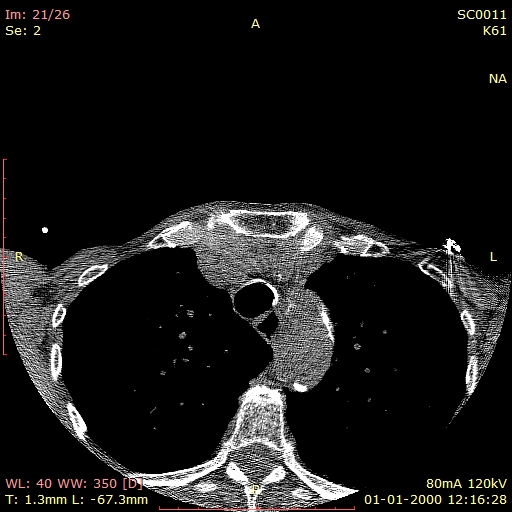 Im: 21/26
Se: 2
A
SC0011
K61
NA
R
L
WL: 40 WW: 350 [D]
T: 1.3mm L: -67.3mm
P
80mA 120kV
01-01-2000 12:16:28